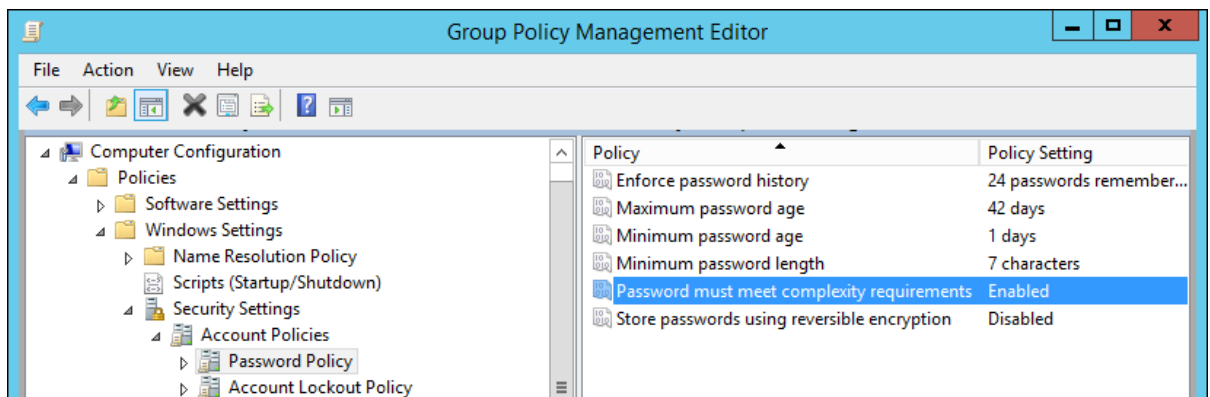 Group Policy Management Editor
File Action View Help
Computer Configuration
Policies
Software Settings
Windows Settings
Name Resolution Policy
Scripts (Startup/Shutdown)
Security Settings
Account Policies
Password Policy
Account Lockout Policy
Policy Policy Setting
Enforce password history 24 passwords remember...
Maximum password age 42 days
Minimum password age 1 days
Minimum password length 7 characters
Password must meet complexity requirements Enabled
Store passwords using reversible encryption Disabled